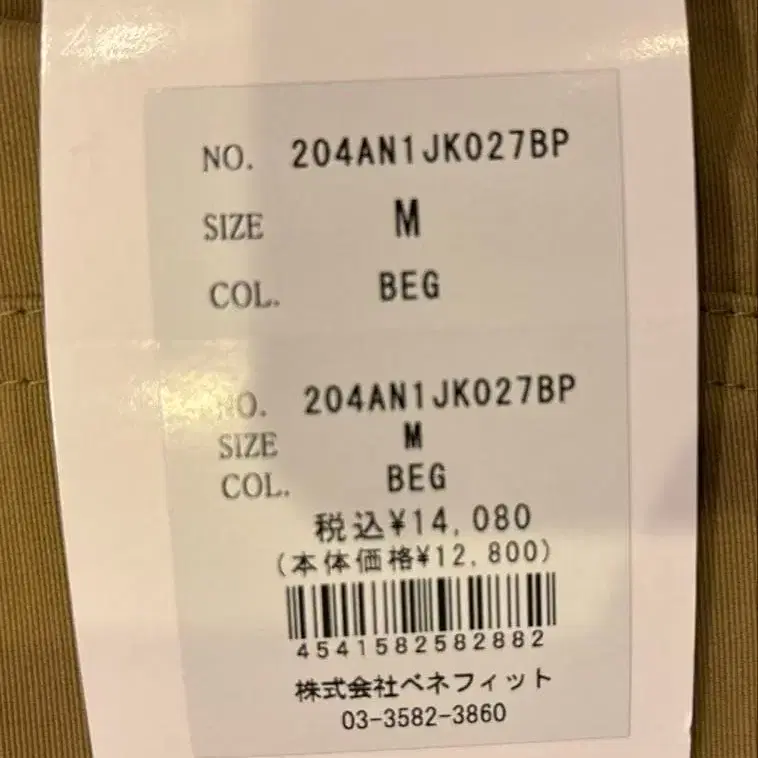 NO. 204AN1JK027BP
SIZE M
COL. BEG
NO. 204AN1JK027BP
SIZE M
COL. BEG
税込¥14,080
(本体価格¥12,800)
4541582582882
株式会社ベネフィット
03-3582-3860